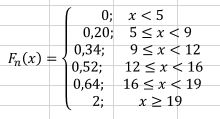 0; x < 5
0,20; 5 ≤ x < 9
0,34; 9 ≤ x < 12
Fₙ(x) =
0,52; 12 ≤ x < 16
0,64; 16 ≤ x < 19
2; x ≥ 19